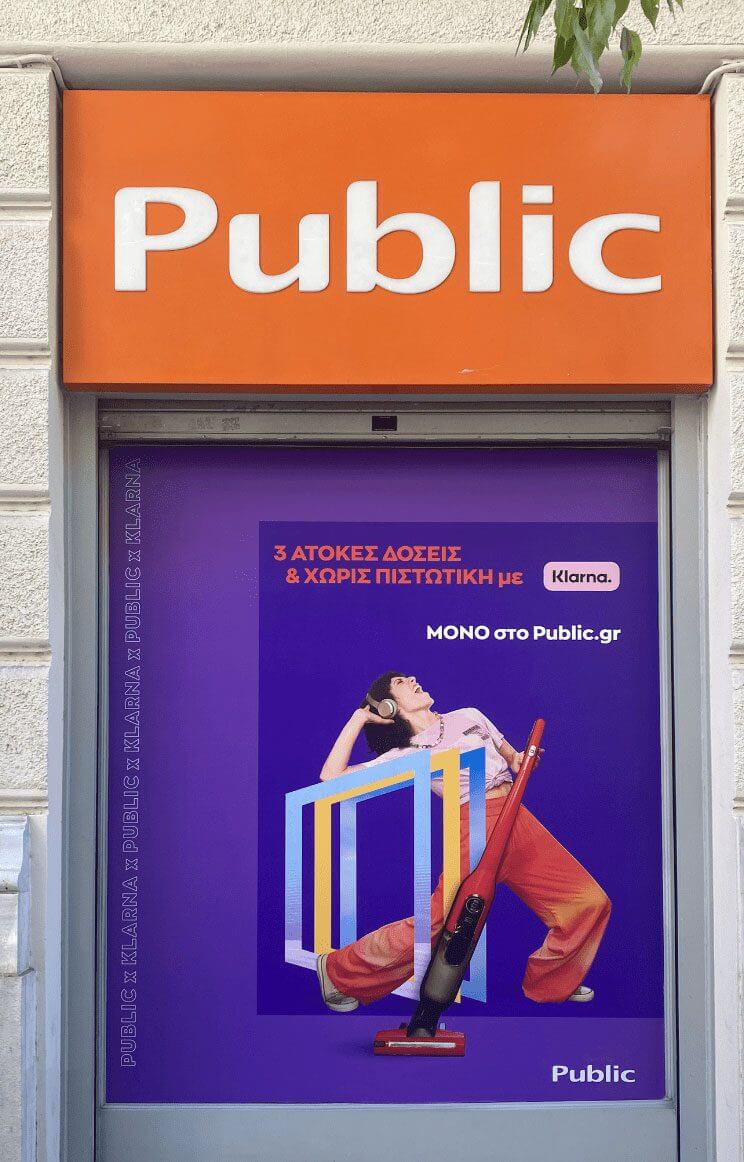 Public
3 ΑΤΟΚΕΣ ΔΟΣΕΙΣ
& ΧΩΡΙΣ ΠΙΣΤΩΤΙΚΗ με Klarna.
ΜΟΝΟ στο Public.gr
PUBLIC x KLARNA x PUBLIC x KLARNA x PUBLIC x KLARNA
Public